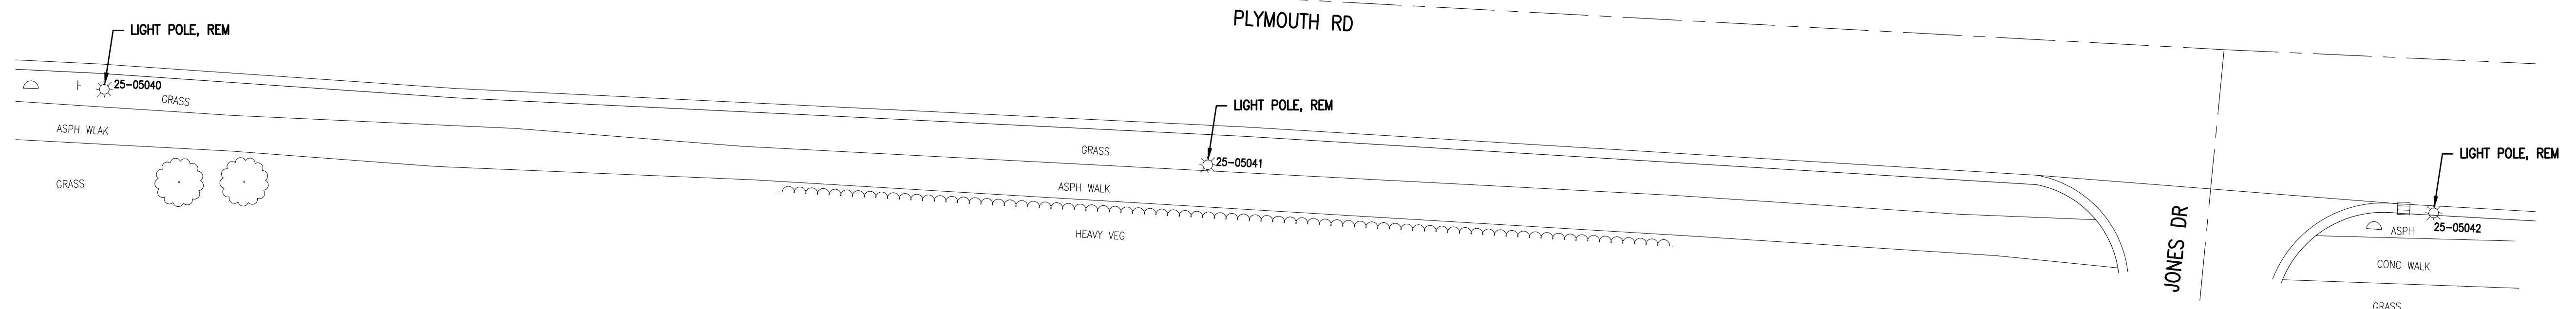 PLYMOUTH RD
LIGHT POLE, REM
25-05040
GRASS
ASPH WLAK
GRASS
LIGHT POLE, REM
GRASS
25-05041
ASPH WALK
HEAVY VEG
JONES DR
LIGHT POLE, REM
ASPH
25-05042
CONC WALK
GRASS